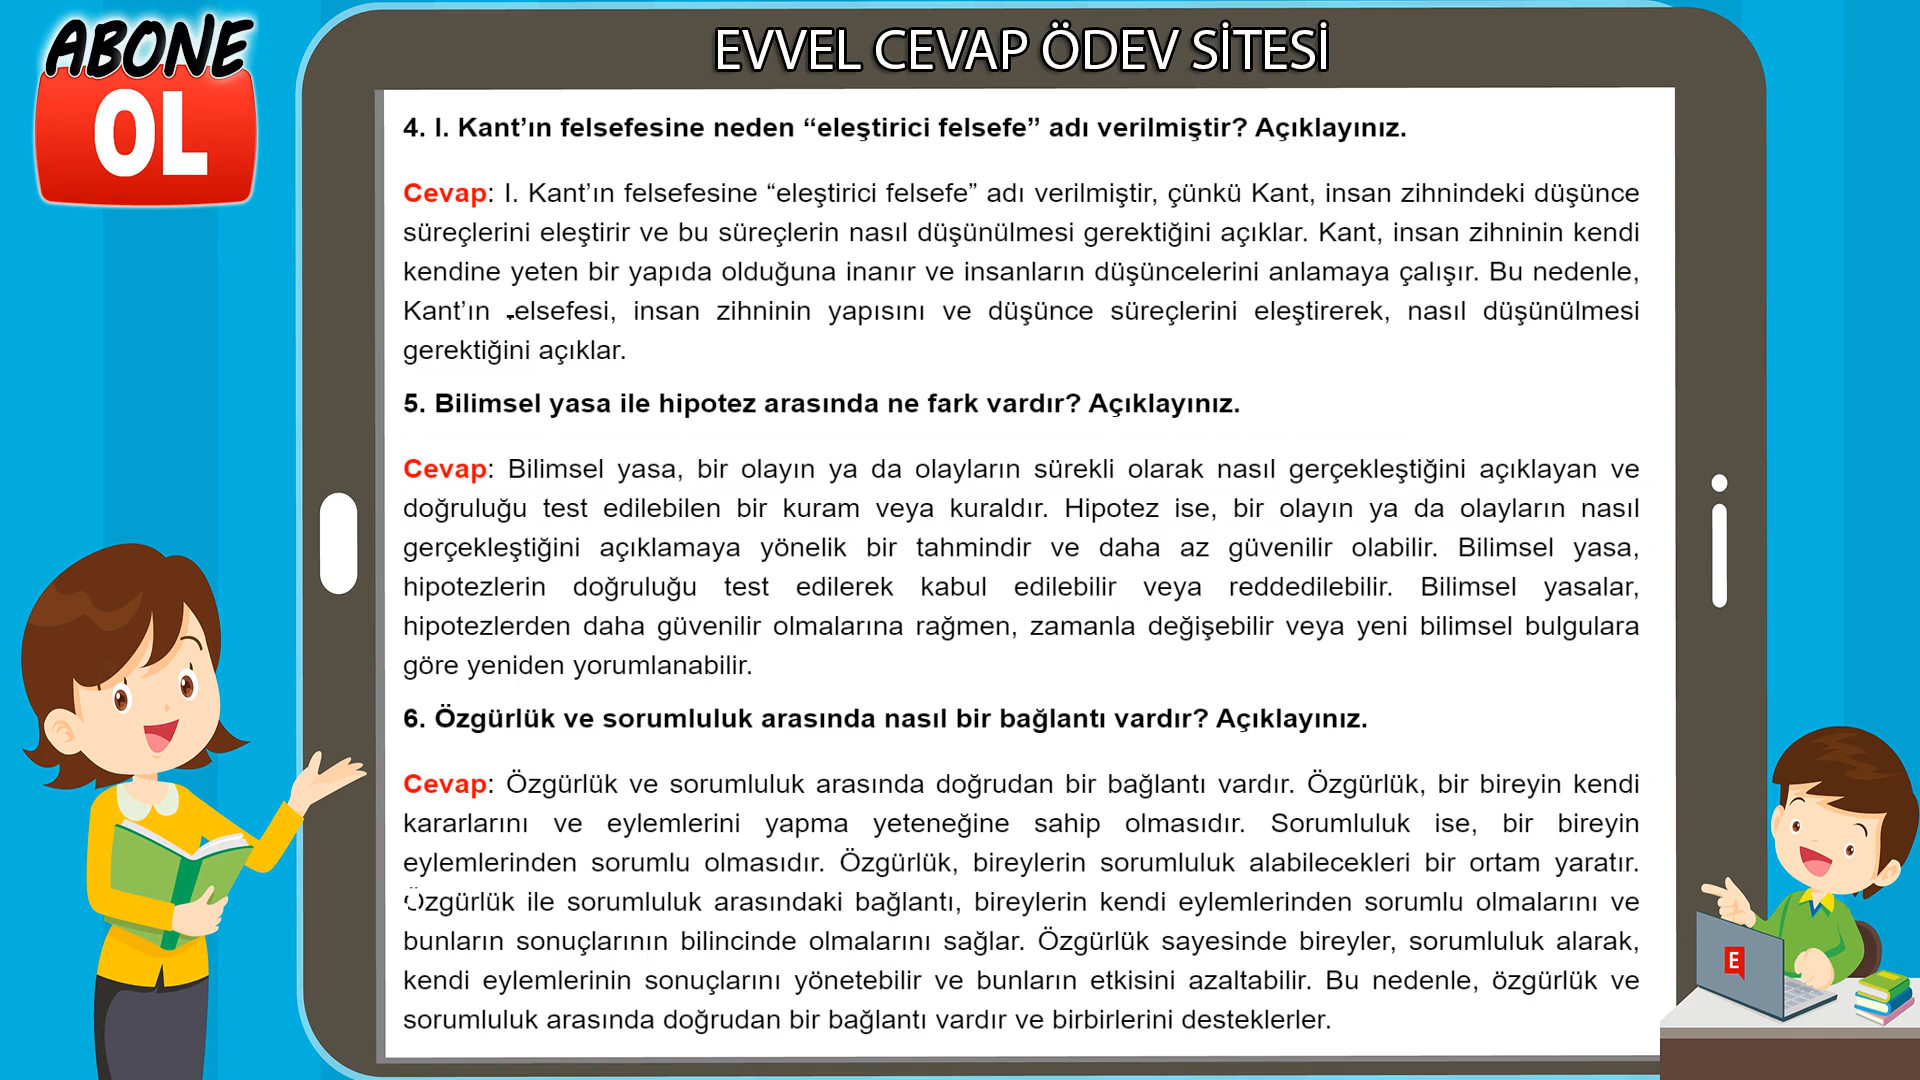 ABONE
OL
EVVEL CEVAP ÖDEV SİTESİ
4. I. Kant’ın felsefesine neden “eleştirici felsefe” adı verilmiştir? Açıklayınız.
Cevap: I. Kant’ın felsefesine “eleştirici felsefe” adı verilmiştir, çünkü Kant, insan zihnindeki düşünce
süreçlerini eleştirir ve bu süreçlerin nasıl düşünülmesi gerektiğini açıklar. Kant, insan zihninin kendi
kendine yeten bir yapıda olduğuna inanır ve insanların düşüncelerini anlamaya çalışır. Bu nedenle,
Kant’ın elsefesi, insan zihninin yapısını ve düşünce süreçlerini eleştirerek, nasıl düşünülmesi
gerektiğini açıklar.
5. Bilimsel yasa ile hipotez arasında ne fark vardır? Açıklayınız.
Cevap: Bilimsel yasa, bir olayın ya da olayların sürekli olarak nasıl gerçekleştiğini açıklayan ve
doğruluğu test edilebilen bir kuram veya kuraldır. Hipotez ise, bir olayın ya da olayların nasıl
gerçekleştiğini açıklamaya yönelik bir tahmindir ve daha az güvenilir olabilir. Bilimsel yasa,
hipotezlerin doğruluğu test edilerek kabul edilebilir veya reddedilebilir. Bilimsel yasalar,
hipotezlerden daha güvenilir olmalarına rağmen, zamanla değişebilir veya yeni bilimsel bulgulara
göre yeniden yorumlanabilir.
6. Özgürlük ve sorumluluk arasında nasıl bir bağlantı vardır? Açıklayınız.
Cevap: Özgürlük ve sorumluluk arasında doğrudan bir bağlantı vardır. Özgürlük, bir bireyin kendi
kararlarını ve eylemlerini yapma yeteneğine sahip olmasıdır. Sorumluluk ise, bir bireyin
eylemlerinden sorumlu olmasıdır. Özgürlük, bireylerin sorumluluk alabilecekleri bir ortam yaratır.
Özgürlük ile sorumluluk arasındaki bağlantı, bireylerin kendi eylemlerinden sorumlu olmalarını ve
bunların sonuçlarının bilincinde olmalarını sağlar. Özgürlük sayesinde bireyler, sorumluluk alarak,
kendi eylemlerinin sonuçlarını yönetebilir ve bunların etkisini azaltabilir. Bu nedenle, özgürlük ve
sorumluluk arasında doğrudan bir bağlantı vardır ve birbirlerini desteklerler.
E